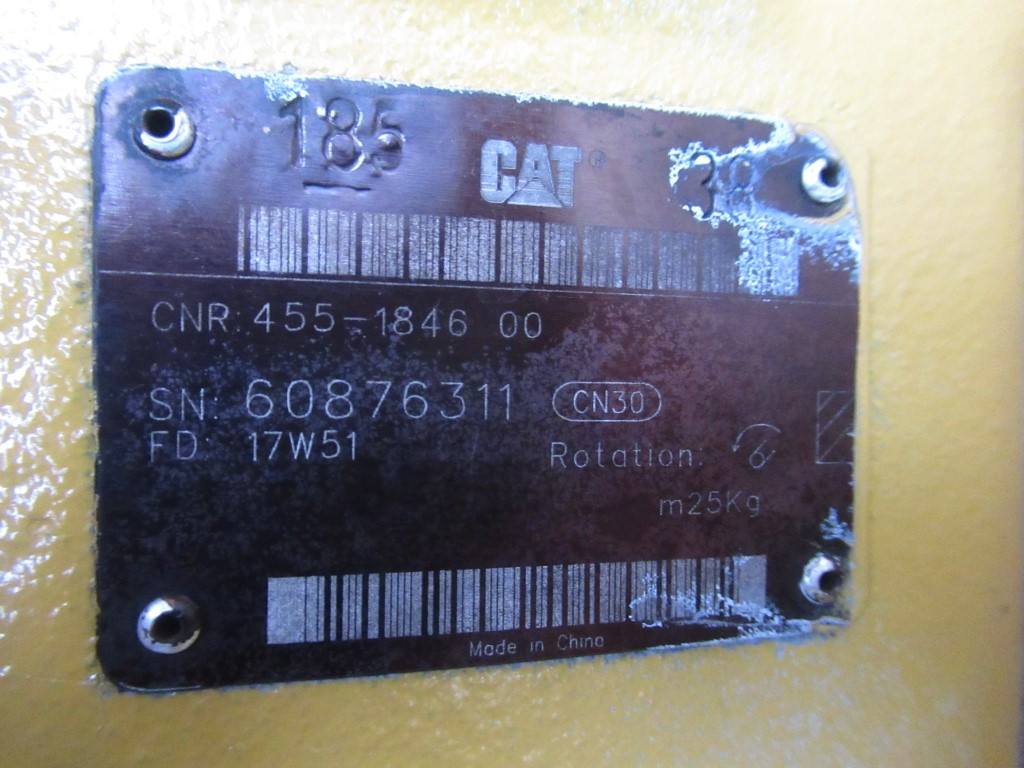 185
CAT®
CNR: 455-1846 00
SN: 60876311 CN30
FD: 17W51
Rotation:
m25Kg
Made in China